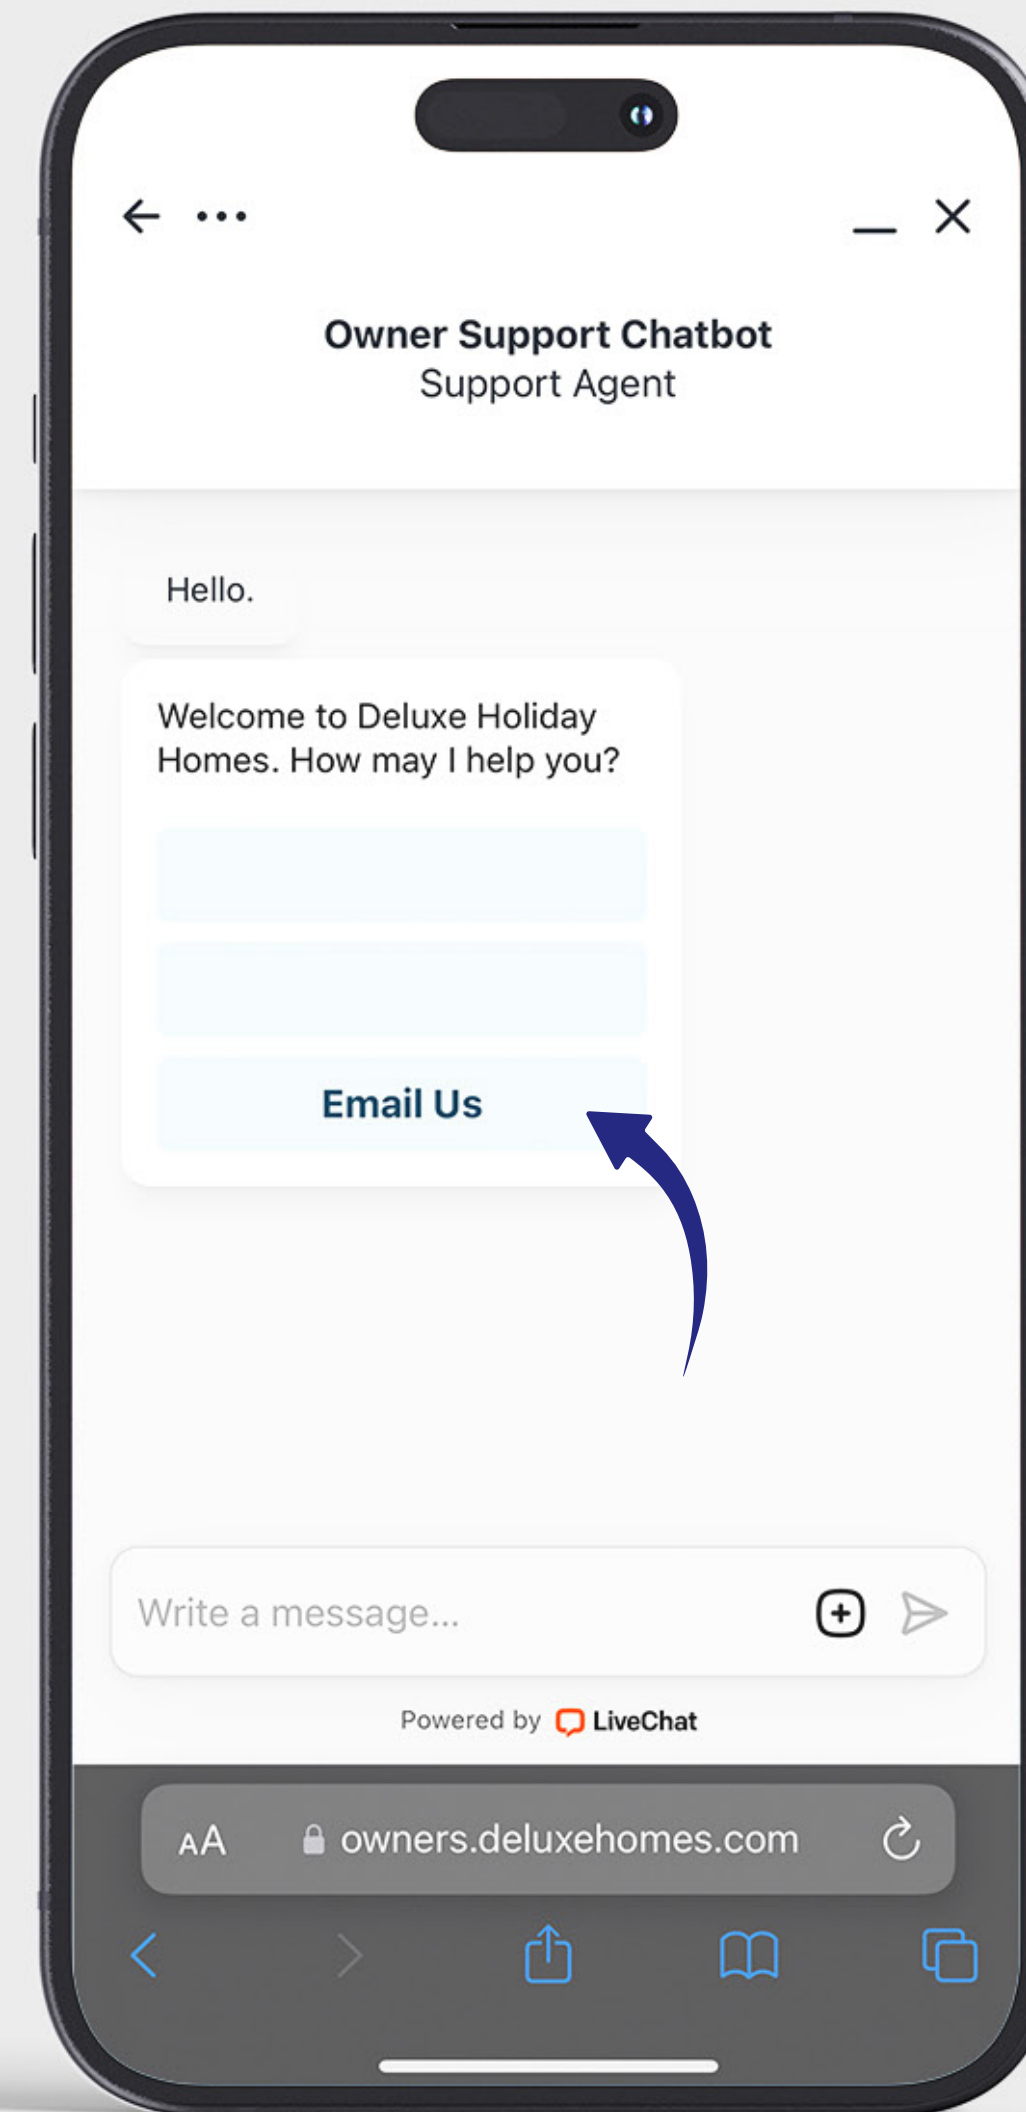 Owner Support Chatbot
Support Agent
Hello.
Welcome to Deluxe Holiday
Homes. How may I help you?
Email Us
Write a message...
Powered by LiveChat
AA owners.deluxehomes.com